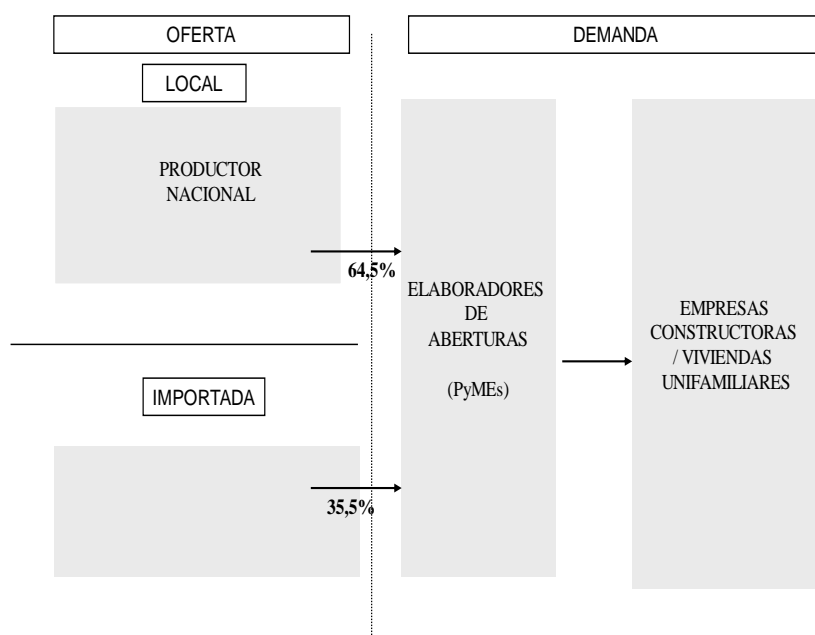 OFERTA
DEMANDA
LOCAL
PRODUCTOR
NACIONAL
64,5%
ELABORADORES
DE
ABERTURAS
(PyMEs)
EMPRESAS
CONSTRUCTORAS
/ VIVIENDAS
UNIFAMILIARES
IMPORTADA
35,5%